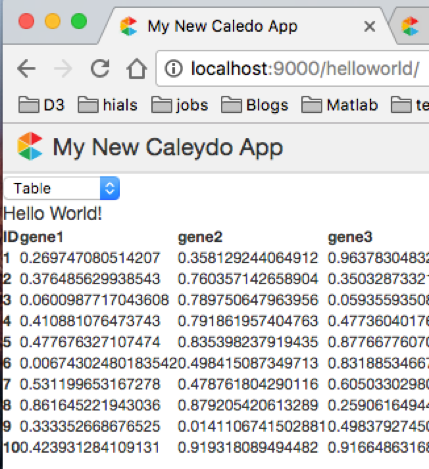 My New Caledo App
localhost:9000/helloworld/
D3 hials jobs Blogs Matlab te
My New Caleydo App
Table
Hello World!
ID gene1 gene2 gene3
1 0.269747080514207 0.358129244064912 0.96378304832
2 0.376485629938543 0.760357142658904 0.35032873321
3 0.0600987717043608 0.789750647963956 0.05935593508
4 0.410881076473743 0.791861957404763 0.47736040176
5 0.477676327107474 0.835398237919435 0.87766776070
6 0.00674302480183542 0.498415087349713 0.83188534667
7 0.531199653167278 0.478761804290116 0.60503302980
8 0.861645221943036 0.879205420613289 0.25906164944
9 0.333352668676525 0.0141106741502881 0.49837927450
10 0.423931284109131 0.919318089494482 0.91664863168